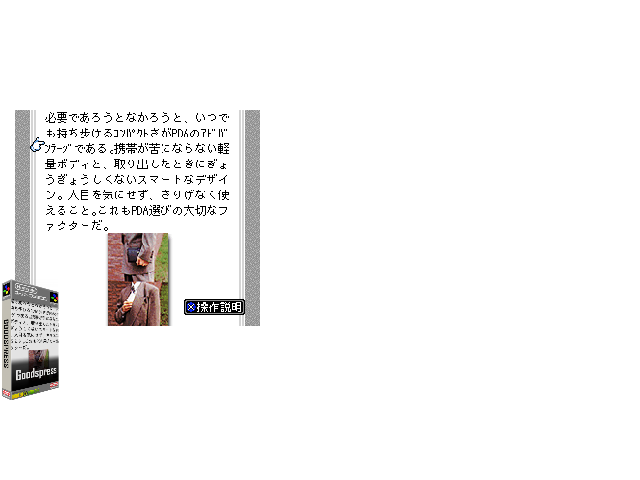 必要であろうとなかろうと、いつで
も持ち歩けるｺﾝﾊﾟｸﾄさがPDAのｱﾄﾞﾊﾞ
ﾝﾃｰｼﾞである。携帯が苦にならない軽
量ボディと、取り出したときにぎょ
うぎょうしくないスマートなデザイ
ン。人目を気にせず、さりげなく使
えること。これもPDA選びの大切なフ
ァクターだ。
操作説明
GOODSPRESS
Goodspress